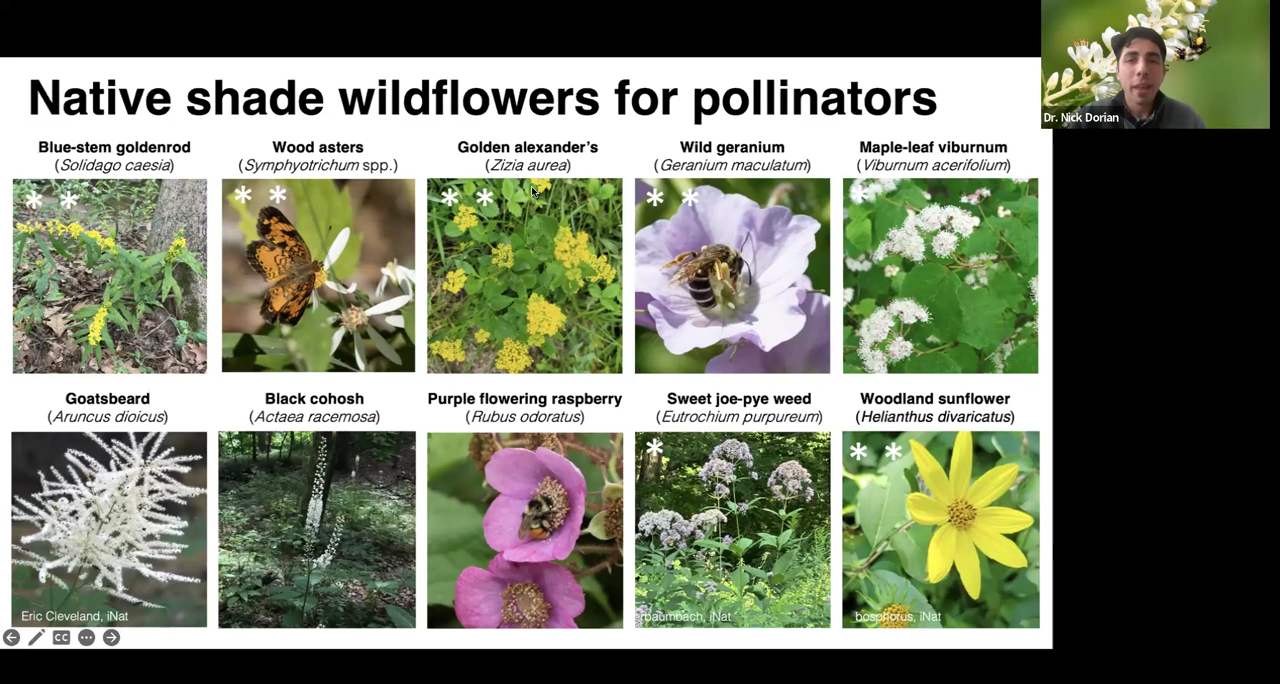 Native shade wildflowers for pollinators
Dr. Nick Dorian
Blue-stem goldenrod
(Solidago caesia)
Wood asters
(Symphyotrichum spp.)
Golden alexander's
(Zizia aurea)
Wild geranium
(Geranium maculatum)
Maple-leaf viburnum
(Viburnum acerifolium)
* *
* *
* *
* *
*
Goatsbeard
(Aruncus dioicus)
Black cohosh
(Actaea racemosa)
Purple flowering raspberry
(Rubus odoratus)
Sweet joe-pye weed
(Eutrochium purpureum)
Woodland sunflower
(Helianthus divaricatus)
*
* *
Eric Cleveland, iNat
rbaumbach, iNat
bosphorus, iNat
CC